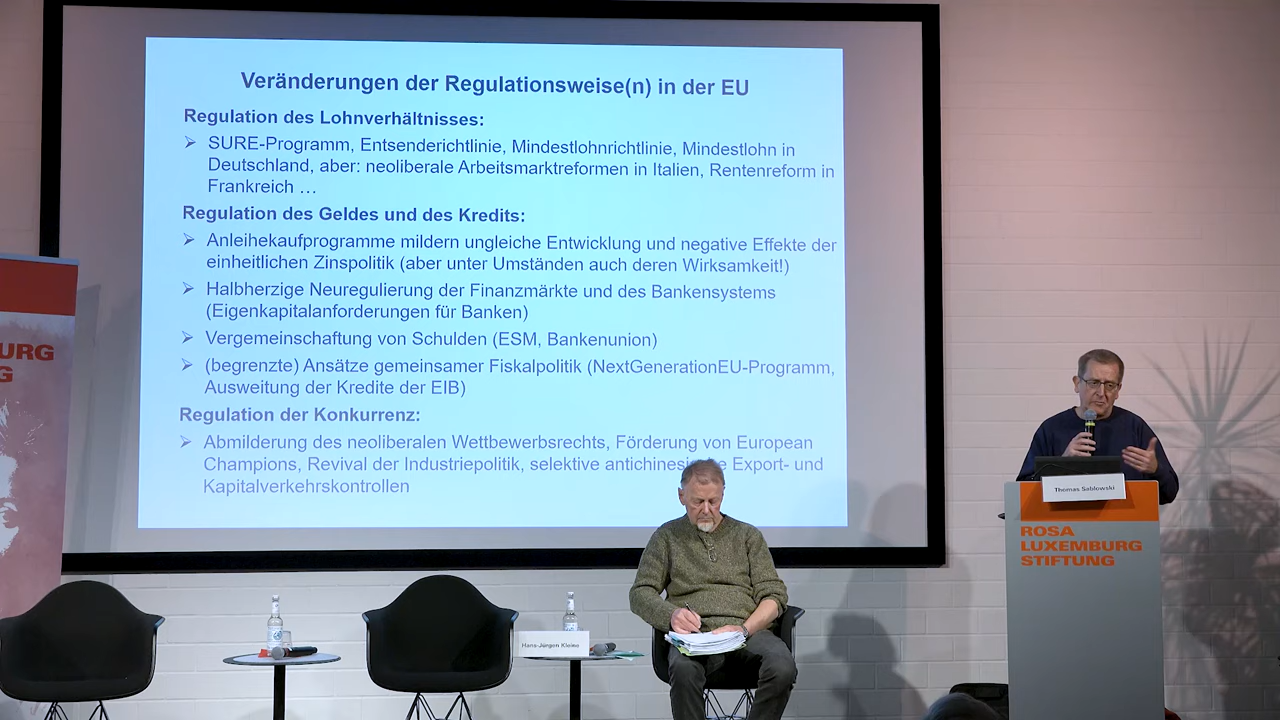 Veränderungen der Regulationsweise(n) in der EU
Regulation des Lohnverhältnisses:
➢ SURE-Programm, Entsenderichtlinie, Mindestlohnrichtlinie, Mindestlohn in
Deutschland, aber: neoliberale Arbeitsmarktreformen in Italien, Rentenreform in
Frankreich …
Regulation des Geldes und des Kredits:
➢ Anleihekaufprogramme mildern ungleiche Entwicklung und negative Effekte der
einheitlichen Zinspolitik (aber unter Umständen auch deren Wirksamkeit!)
➢ Halbherzige Neuregulierung der Finanzmärkte und des Bankensystems
(Eigenkapitalanforderungen für Banken)
➢ Vergemeinschaftung von Schulden (ESM, Bankenunion)
➢ (begrenzte) Ansätze gemeinsamer Fiskalpolitik (NextGenerationEU-Programm,
Ausweitung der Kredite der EIB)
Regulation der Konkurrenz:
➢ Abmilderung des neoliberalen Wettbewerbsrechts, Förderung von European
Champions, Revival der Industriepolitik, selektive Export- und
Kapitalverkehrskontrollen
URG
G
Hans-Jürgen Kleine
Thomas Sablowski
ROSA
LUXEMBURG
STIFTUNG